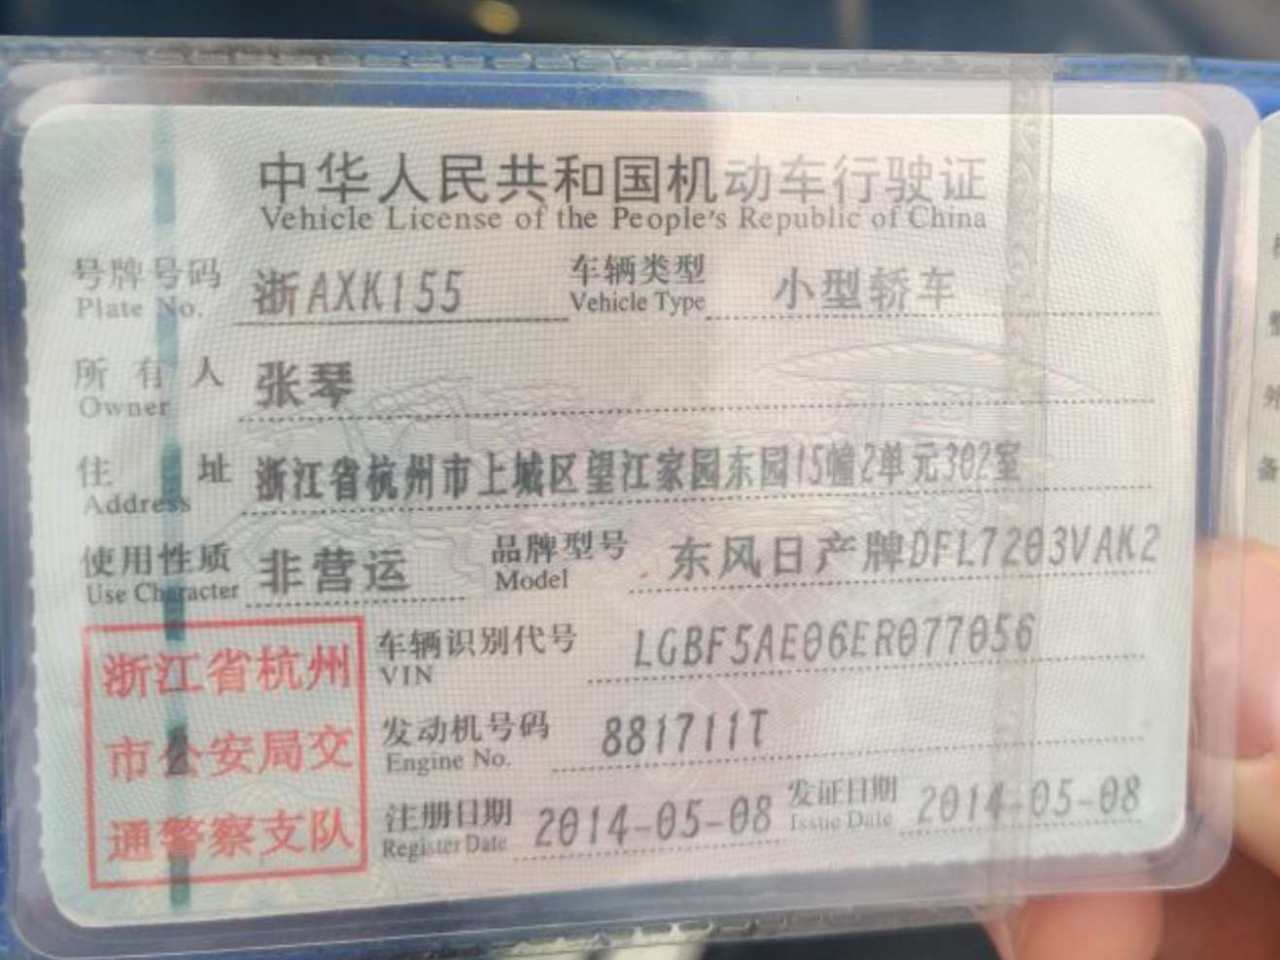 中华人民共和国机动车行驶证
Vehicle License of the People's Republic of China
号牌号码 浙AXK155 车辆类型 小型轿车
Plate No. Vehicle Type
所有人 张琴
Owner
住址 浙江省杭州市上城区望江家园东园15幢2单元302室
Address
使用性质 非营运 品牌型号 东风日产牌DFL7203VAK2
Use Character Model
浙江省杭州
市公安局交
通警察支队
车辆识别代号 LGBF5AE06ER077056
VIN
发动机号码 881711T
Engine No.
注册日期 2014-05-08 发证日期 2014-05-08
Register Date Issue Date
外
备